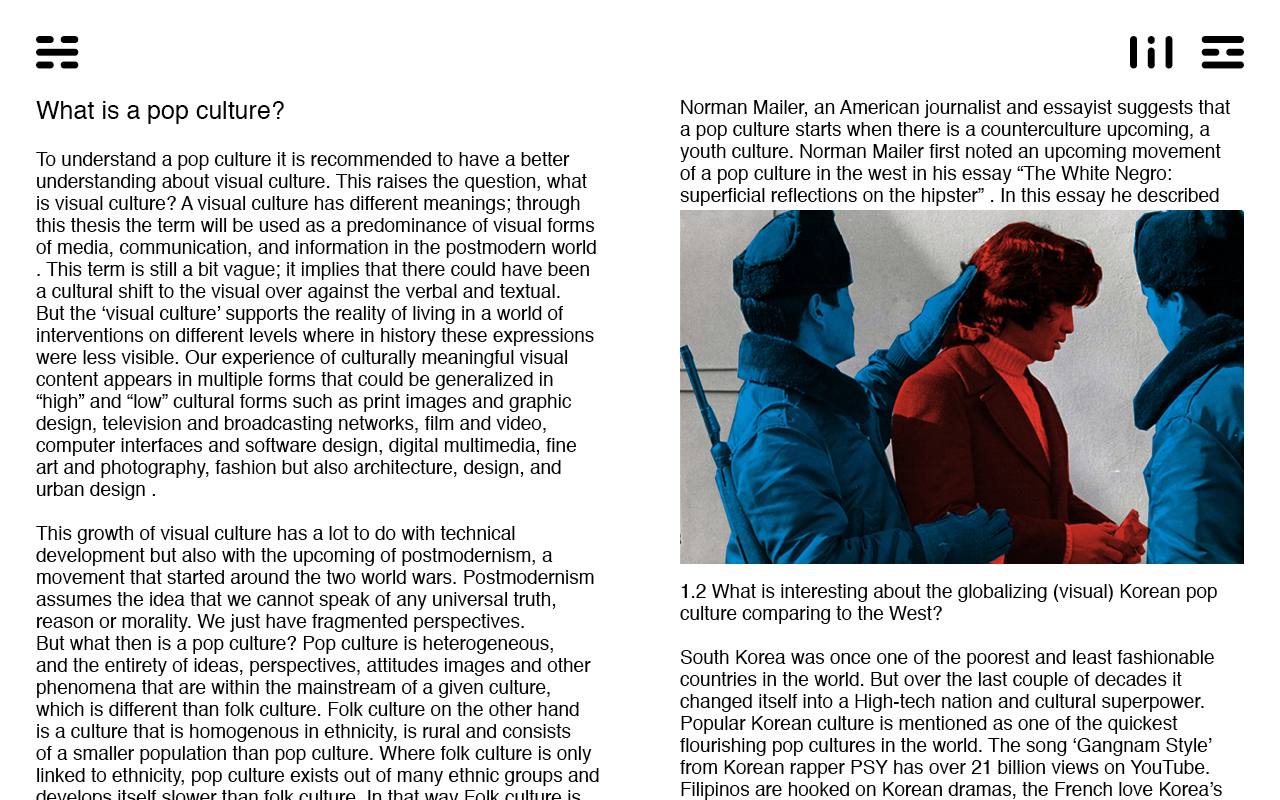 What is a pop culture?
To understand a pop culture it is recommended to have a better
understanding about visual culture. This raises the question, what
is visual culture? A visual culture has different meanings; through
this thesis the term will be used as a predominance of visual forms
of media, communication, and information in the postmodern world
. This term is still a bit vague; it implies that there could have been
a cultural shift to the visual over against the verbal and textual.
But the ‘visual culture’ supports the reality of living in a world of
interventions on different levels where in history these expressions
were less visible. Our experience of culturally meaningful visual
content appears in multiple forms that could be generalized in
“high” and “low” cultural forms such as print images and graphic
design, television and broadcasting networks, film and video,
computer interfaces and software design, digital multimedia, fine
art and photography, fashion but also architecture, design, and
urban design .
This growth of visual culture has a lot to do with technical
development but also with the upcoming of postmodernism, a
movement that started around the two world wars. Postmodernism
assumes the idea that we cannot speak of any universal truth,
reason or morality. We just have fragmented perspectives.
But what then is a pop culture? Pop culture is heterogeneous,
and the entirety of ideas, perspectives, attitudes images and other
phenomena that are within the mainstream of a given culture,
which is different than folk culture. Folk culture on the other hand
is a culture that is homogenous in ethnicity, is rural and consists
of a smaller population than pop culture. Where folk culture is only
linked to ethnicity, pop culture exists out of many ethnic groups and
develops itself slower than folk culture. In that way Folk culture is
Norman Mailer, an American journalist and essayist suggests that
a pop culture starts when there is a counterculture upcoming, a
youth culture. Norman Mailer first noted an upcoming movement
of a pop culture in the west in his essay “The White Negro:
superficial reflections on the hipster” . In this essay he described
1.2 What is interesting about the globalizing (visual) Korean pop
culture comparing to the West?
South Korea was once one of the poorest and least fashionable
countries in the world. But over the last couple of decades it
changed itself into a High-tech nation and cultural superpower.
Popular Korean culture is mentioned as one of the quickest
flourishing pop cultures in the world. The song ‘Gangnam Style’
from Korean rapper PSY has over 21 billion views on YouTube.
Filipinos are hooked on Korean dramas, the French love Korea’s